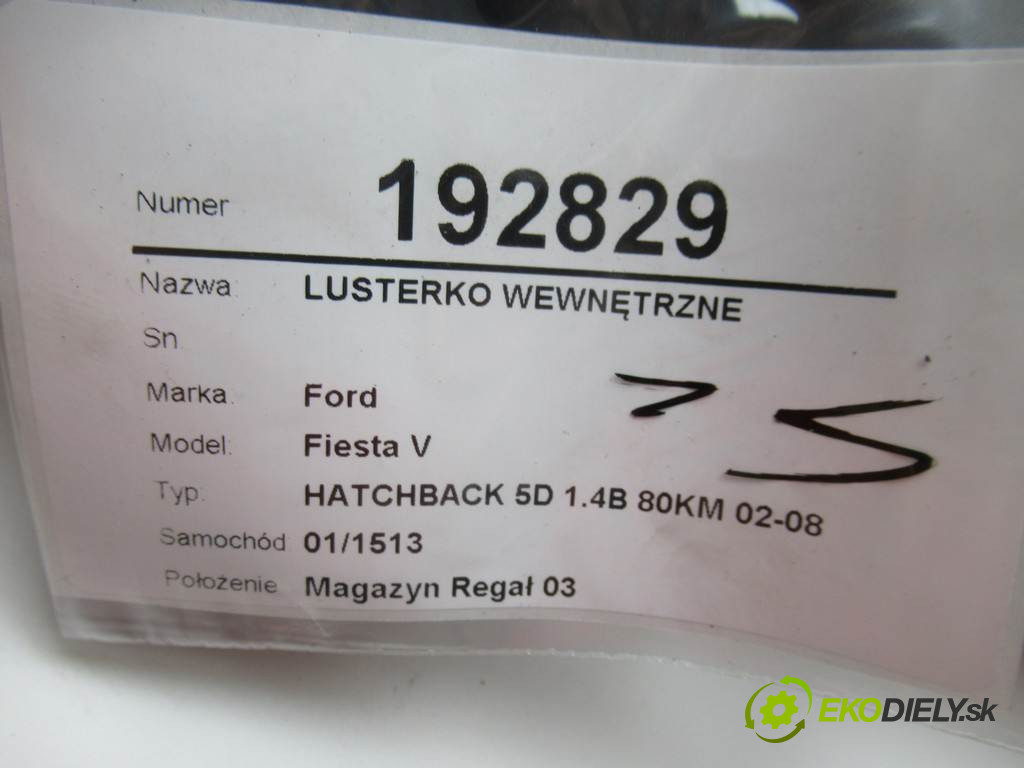 Numer 192829
Nazwa: LUSTERKO WEWNĘTRZNE
Sn
Marka: Ford
Model: Fiesta V
Typ: HATCHBACK 5D 1.4B 80KM 02-08
Samochód 01/1513
Położenie Magazyn Regał 03
EKODIELY.sk